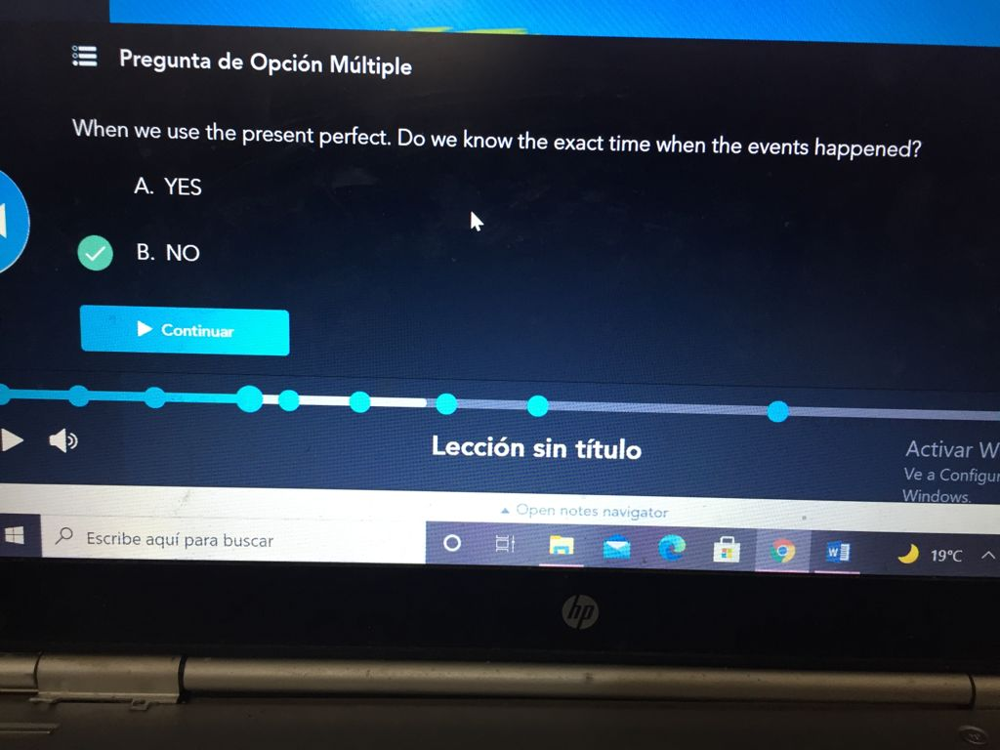 Pregunta de Opción Múltiple
When we use the present perfect. Do we know the exact time when the events happened?
A. YES
B. NO
Continuar
Lección sin título
Activar W
Ve a Configur
Windows.
Open notes navigator
Escribe aquí para buscar
W
19°C
hp